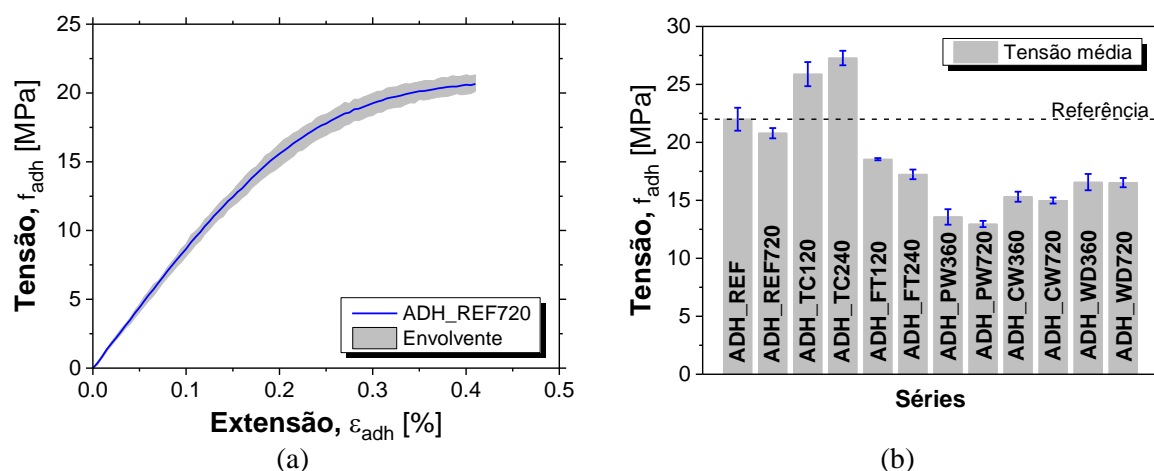 25
20
15
10
5
0
Tensão, f_adh [MPa]
ADH_REF720
Envolvente
0.0 0.1 0.2 0.3 0.4 0.5
Extensão, ε_adh [%]
(a)
30
25
20
15
10
5
0
Tensão, f_adh [MPa]
Tensão média
Referência
ADH_REF
ADH_REF720
ADH_TC120
ADH_TC240
ADH_FT120
ADH_FT240
ADH_PW360
ADH_PW720
ADH_CW360
ADH_CW720
ADH_WD360
ADH_WD720
Séries
(b)